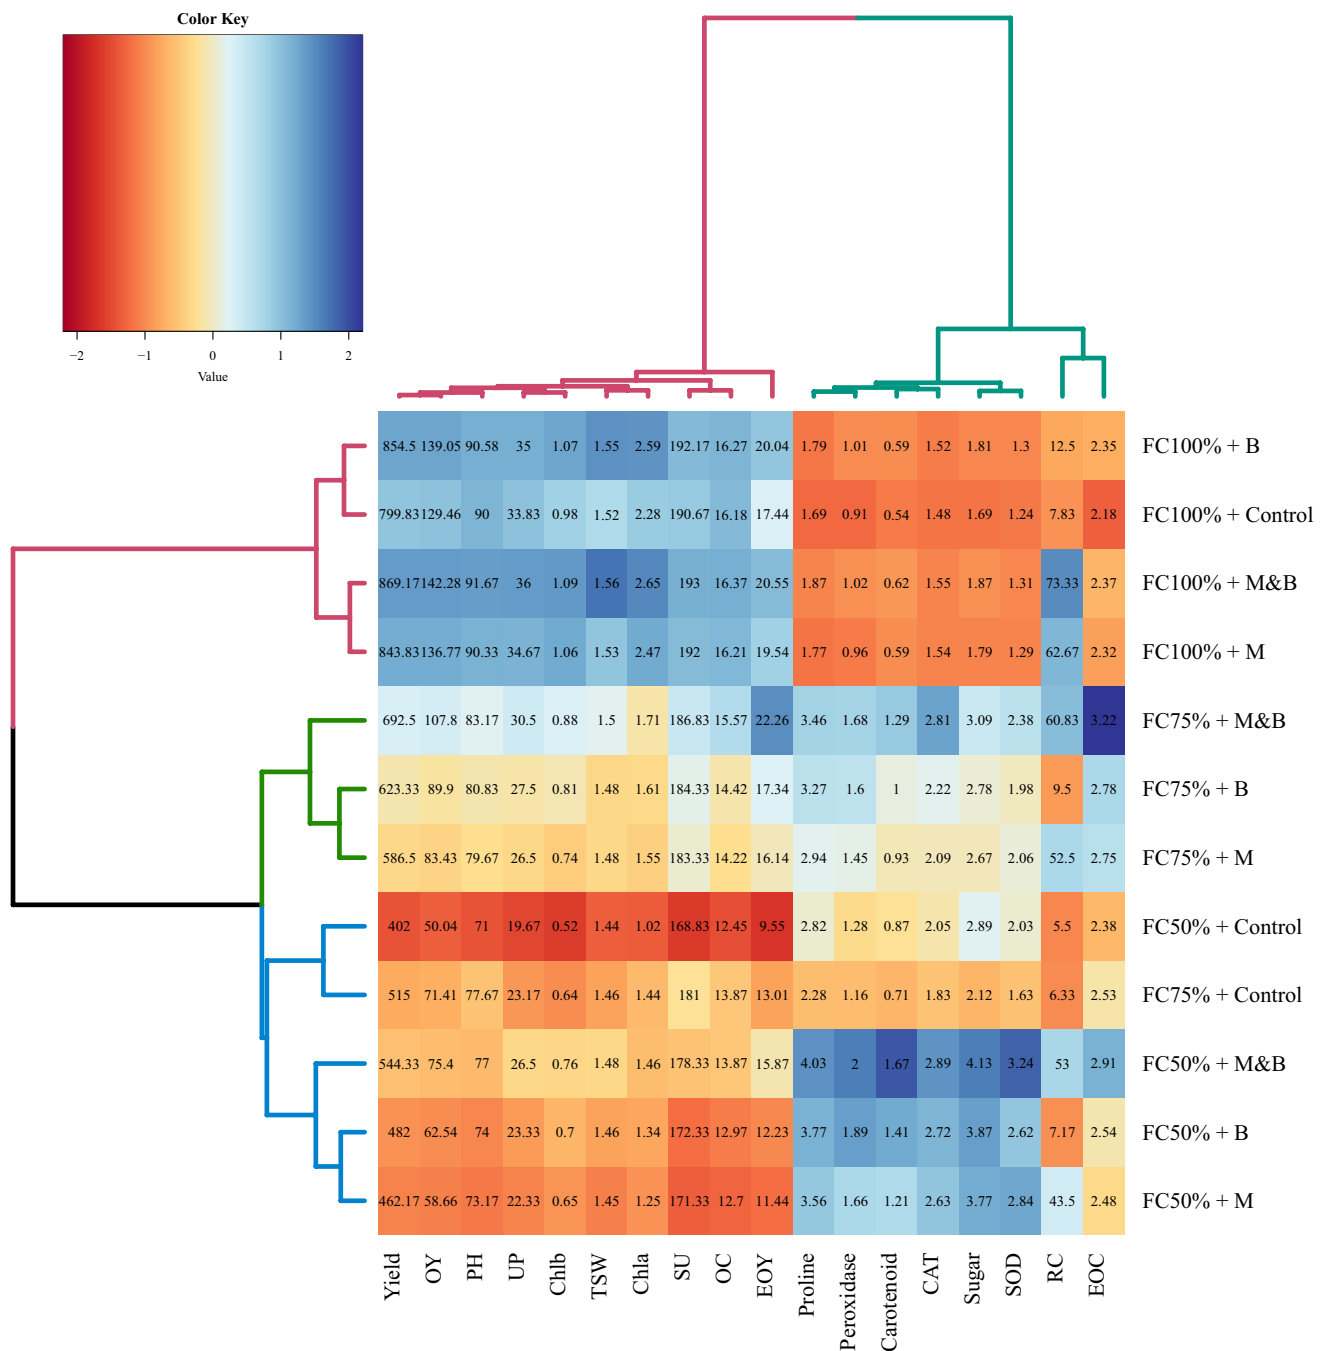 Color Key
−2 −1 0 1 2
Value
854.5 139.05 90.58 35 1.07 1.55 2.59 192.17 16.27 20.04 1.79 1.01 0.59 1.52 1.81 1.3 12.5 2.35 FC100% + B
799.83 129.46 90 33.83 0.98 1.52 2.28 190.67 16.18 17.44 1.69 0.91 0.54 1.48 1.69 1.24 7.83 2.18 FC100% + Control
869.17 142.28 91.67 36 1.09 1.56 2.65 193 16.37 20.55 1.87 1.02 0.62 1.55 1.87 1.31 73.33 2.37 FC100% + M&B
843.83 136.77 90.33 34.67 1.06 1.53 2.47 192 16.21 19.54 1.77 0.96 0.59 1.54 1.79 1.29 62.67 2.32 FC100% + M
692.5 107.8 83.17 30.5 0.88 1.5 1.71 186.83 15.57 22.26 3.46 1.68 1.29 2.81 3.09 2.38 60.83 3.22 FC75% + M&B
623.33 89.9 80.83 27.5 0.81 1.48 1.61 184.33 14.42 17.34 3.27 1.6 1 2.22 2.78 1.98 9.5 2.78 FC75% + B
586.5 83.43 79.67 26.5 0.74 1.48 1.55 183.33 14.22 16.14 2.94 1.45 0.93 2.09 2.67 2.06 52.5 2.75 FC75% + M
402 50.04 71 19.67 0.52 1.44 1.02 168.83 12.45 9.55 2.82 1.28 0.87 2.05 2.89 2.03 5.5 2.38 FC50% + Control
515 71.41 77.67 23.17 0.64 1.46 1.44 181 13.87 13.01 2.28 1.16 0.71 1.83 2.12 1.63 6.33 2.53 FC75% + Control
544.33 75.4 77 26.5 0.76 1.48 1.46 178.33 13.87 15.87 4.03 2 1.67 2.89 4.13 3.24 53 2.91 FC50% + M&B
482 62.54 74 23.33 0.7 1.46 1.34 172.33 12.97 12.23 3.77 1.89 1.41 2.72 3.87 2.62 7.17 2.54 FC50% + B
462.17 58.66 73.17 22.33 0.65 1.45 1.25 171.33 12.7 11.44 3.56 1.66 1.21 2.63 3.77 2.84 43.5 2.48 FC50% + M
Yield OY PH UP Chlb TSW Chla SU OC EOY Proline Peroxidase Carotenoid CAT Sugar SOD RC EOC